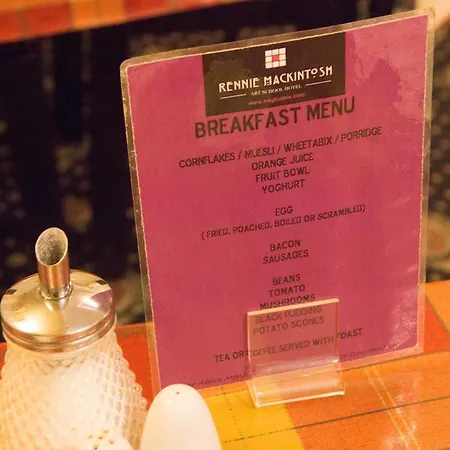 RENNIE MACKINTOSH
ART SCHOOL HOTEL
BREAKFAST MENU
CORNFLAKES / MUESLI / WHEETABIX / PORRIDGE
ORANGE JUICE
FRUIT BOWL
YOGHURT
EGG
( FRIED, POACHED, BOILED OR SCRAMBLED)
BACON
SAUSAGES
BEANS
TOMATO
MUSHROOMS
BLACK PUDDING
POTATO SCONES
TEA OR COFFEE SERVED WITH TOAST